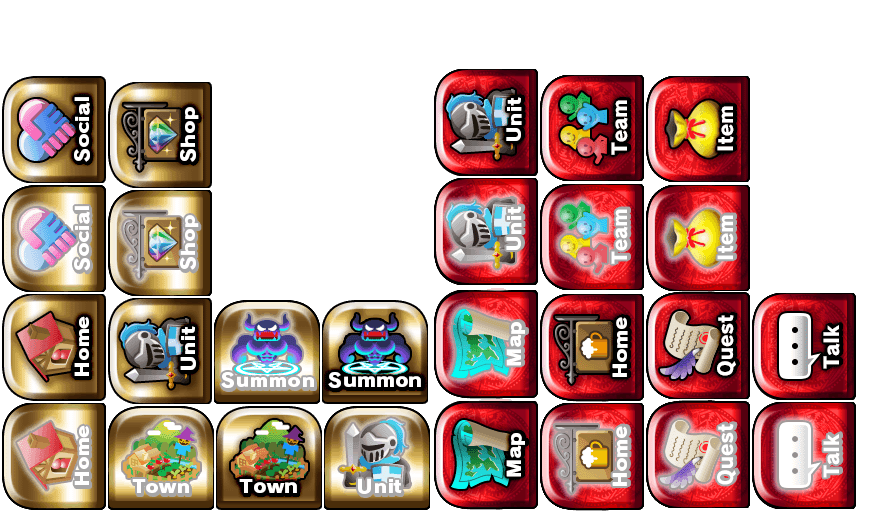 Social
Shop
Unit
Team
Item
Social
Shop
Unit
Team
Item
Home
Unit
Summon
Summon
Map
Home
Quest
Talk
Home
Town
Town
Unit
Map
Home
Quest
Talk